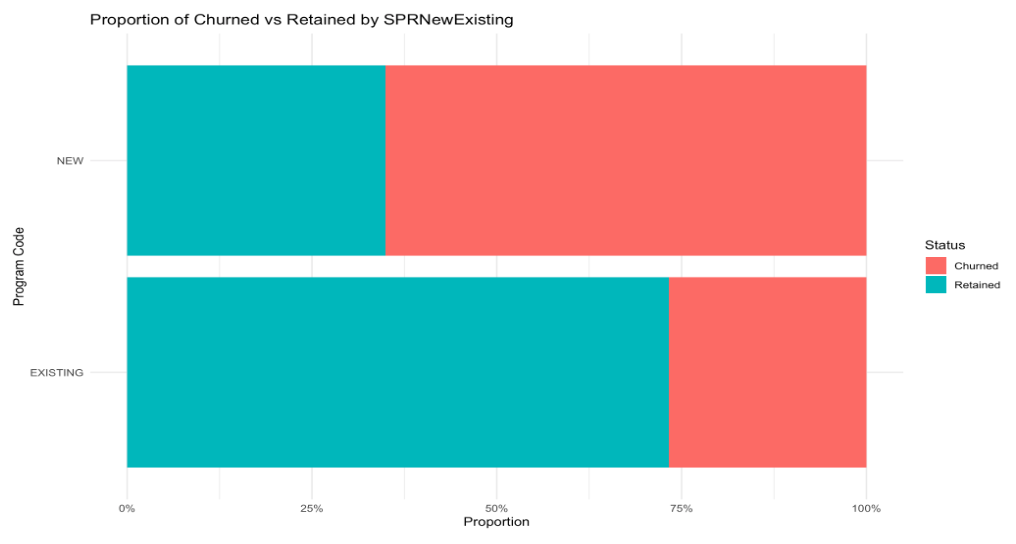 Proportion of Churned vs Retained by SPRNewExisting
NEW
EXISTING
Program Code
0%
25%
50%
75%
100%
Proportion
Status
Churned
Retained